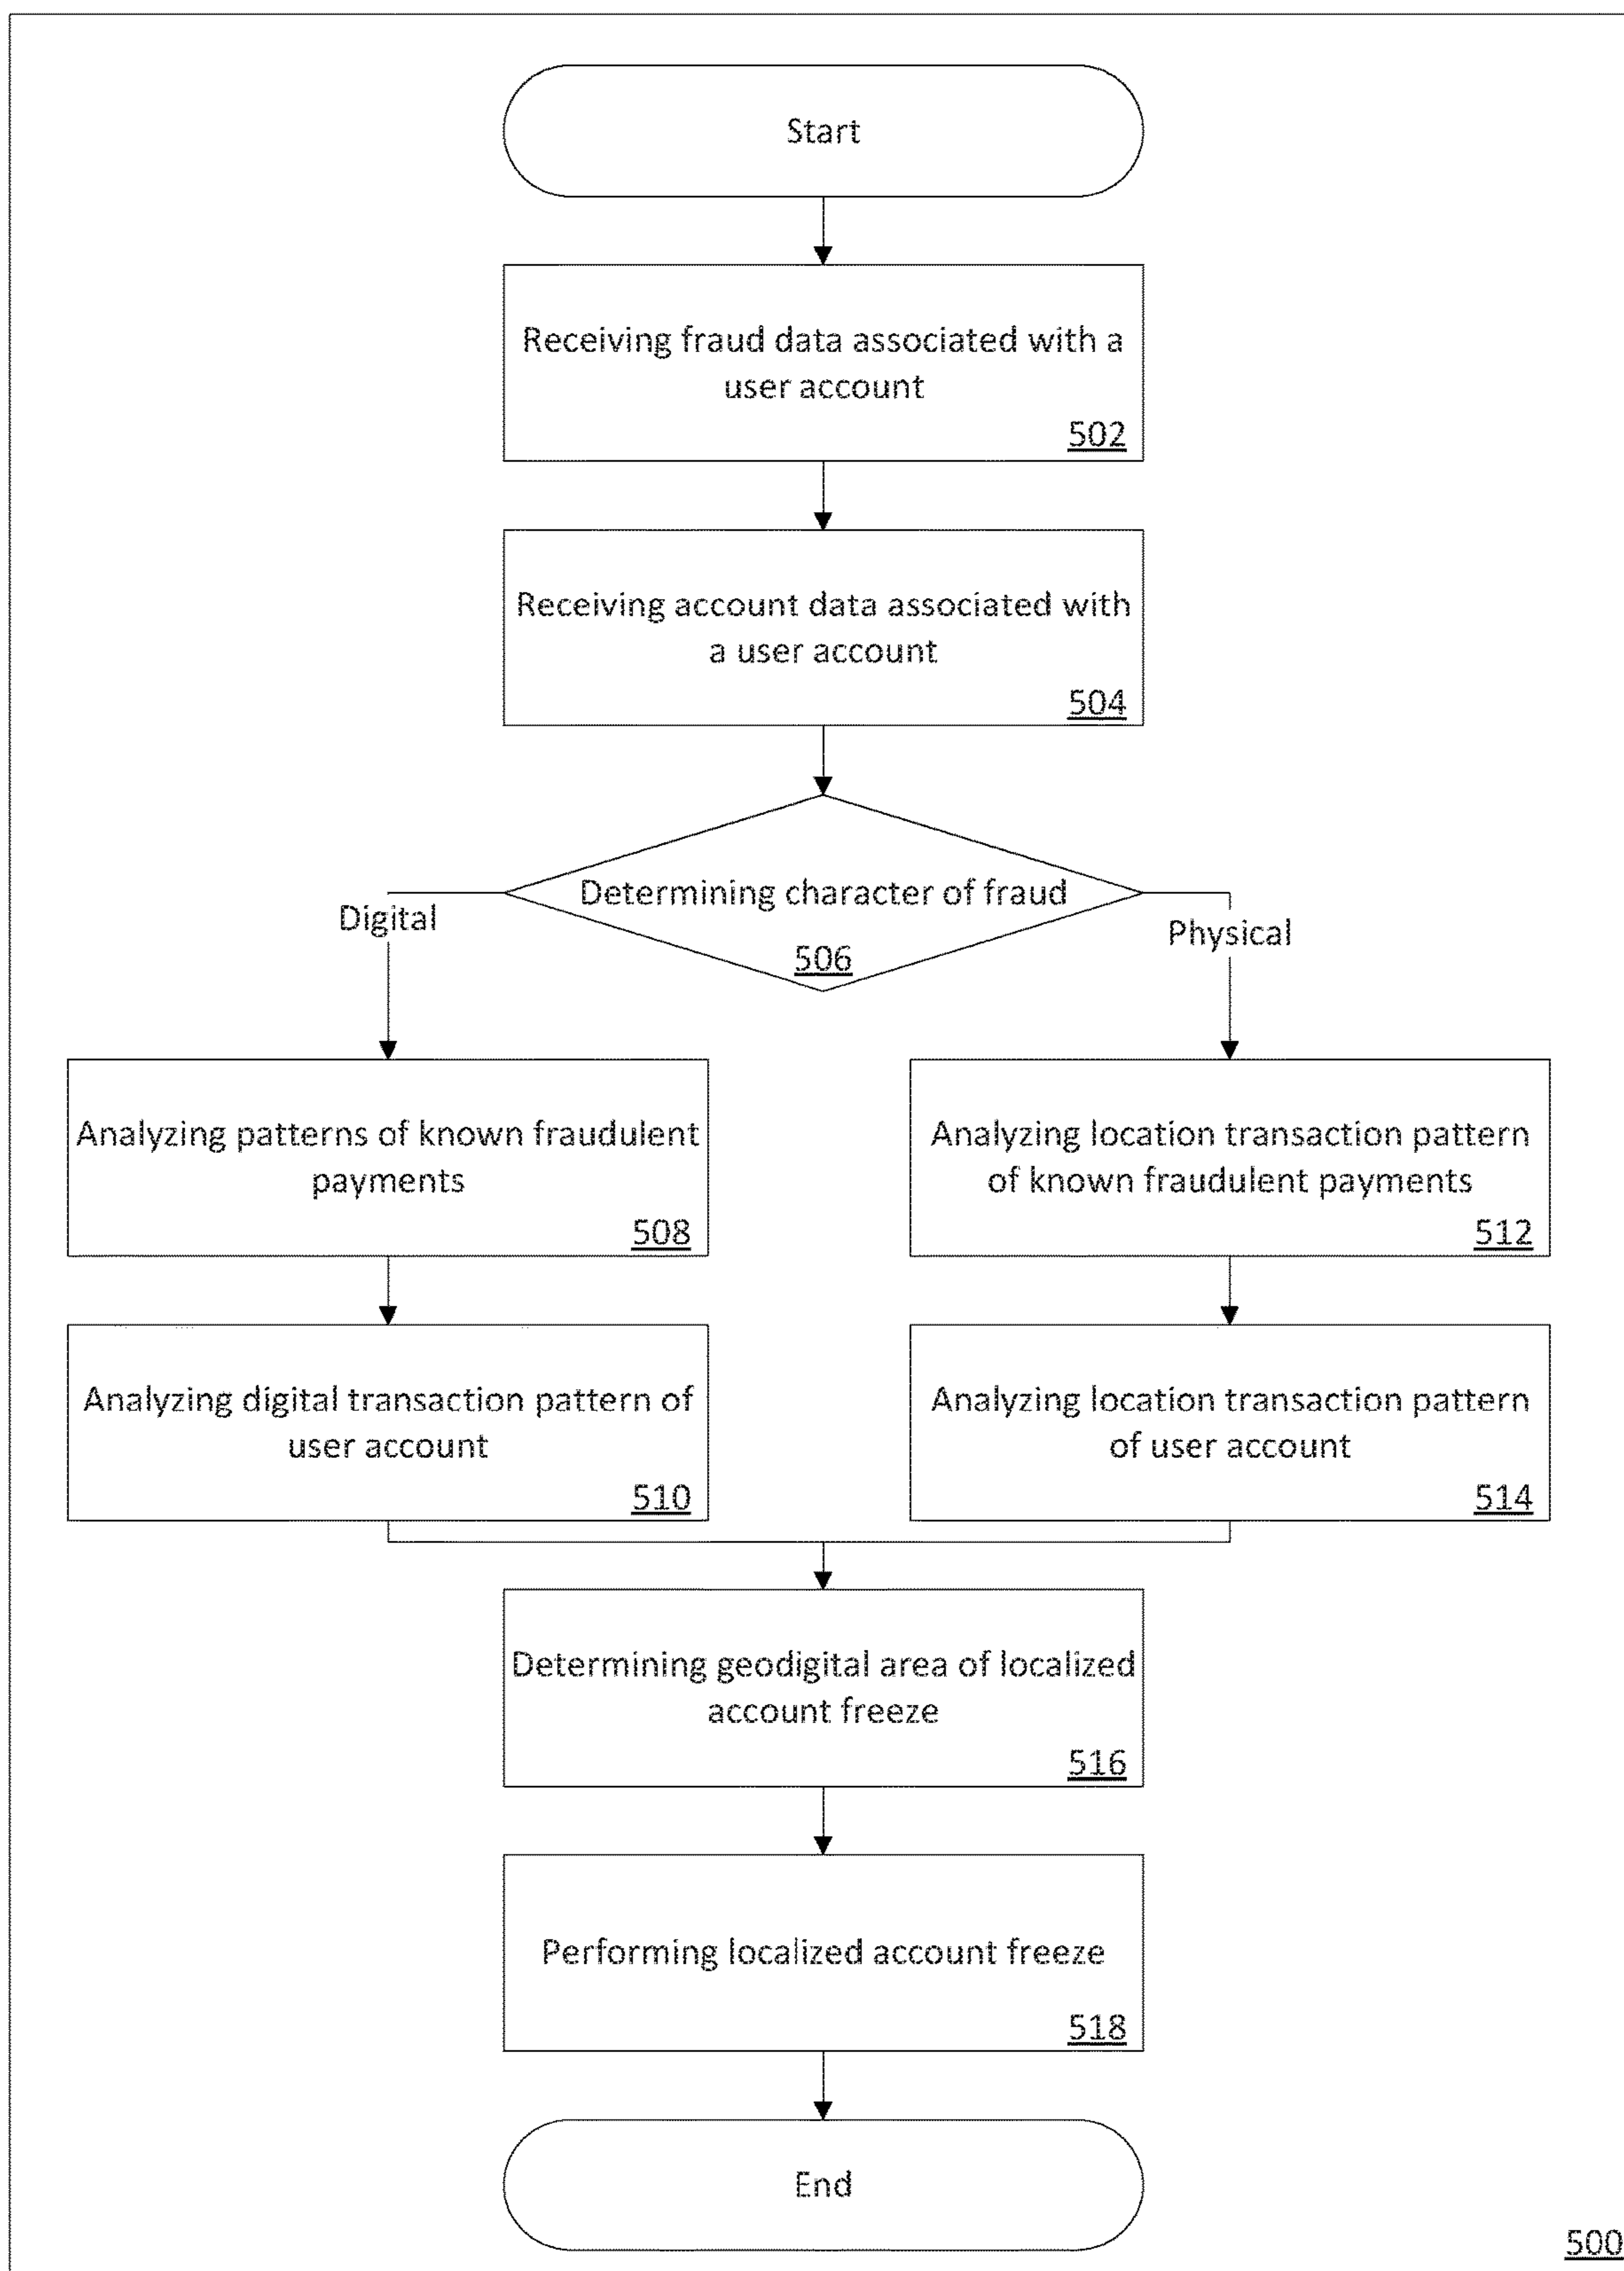 Start
Receiving fraud data associated with a
user account
502
Receiving account data associated with
a user account
504
Determining character of fraud
506
Digital
Physical
Analyzing patterns of known fraudulent
payments
508
Analyzing location transaction pattern
of known fraudulent payments
512
Analyzing digital transaction pattern of
user account
510
Analyzing location transaction pattern
of user account
514
Determining geodigital area of localized
account freeze
516
Performing localized account freeze
518
End
500